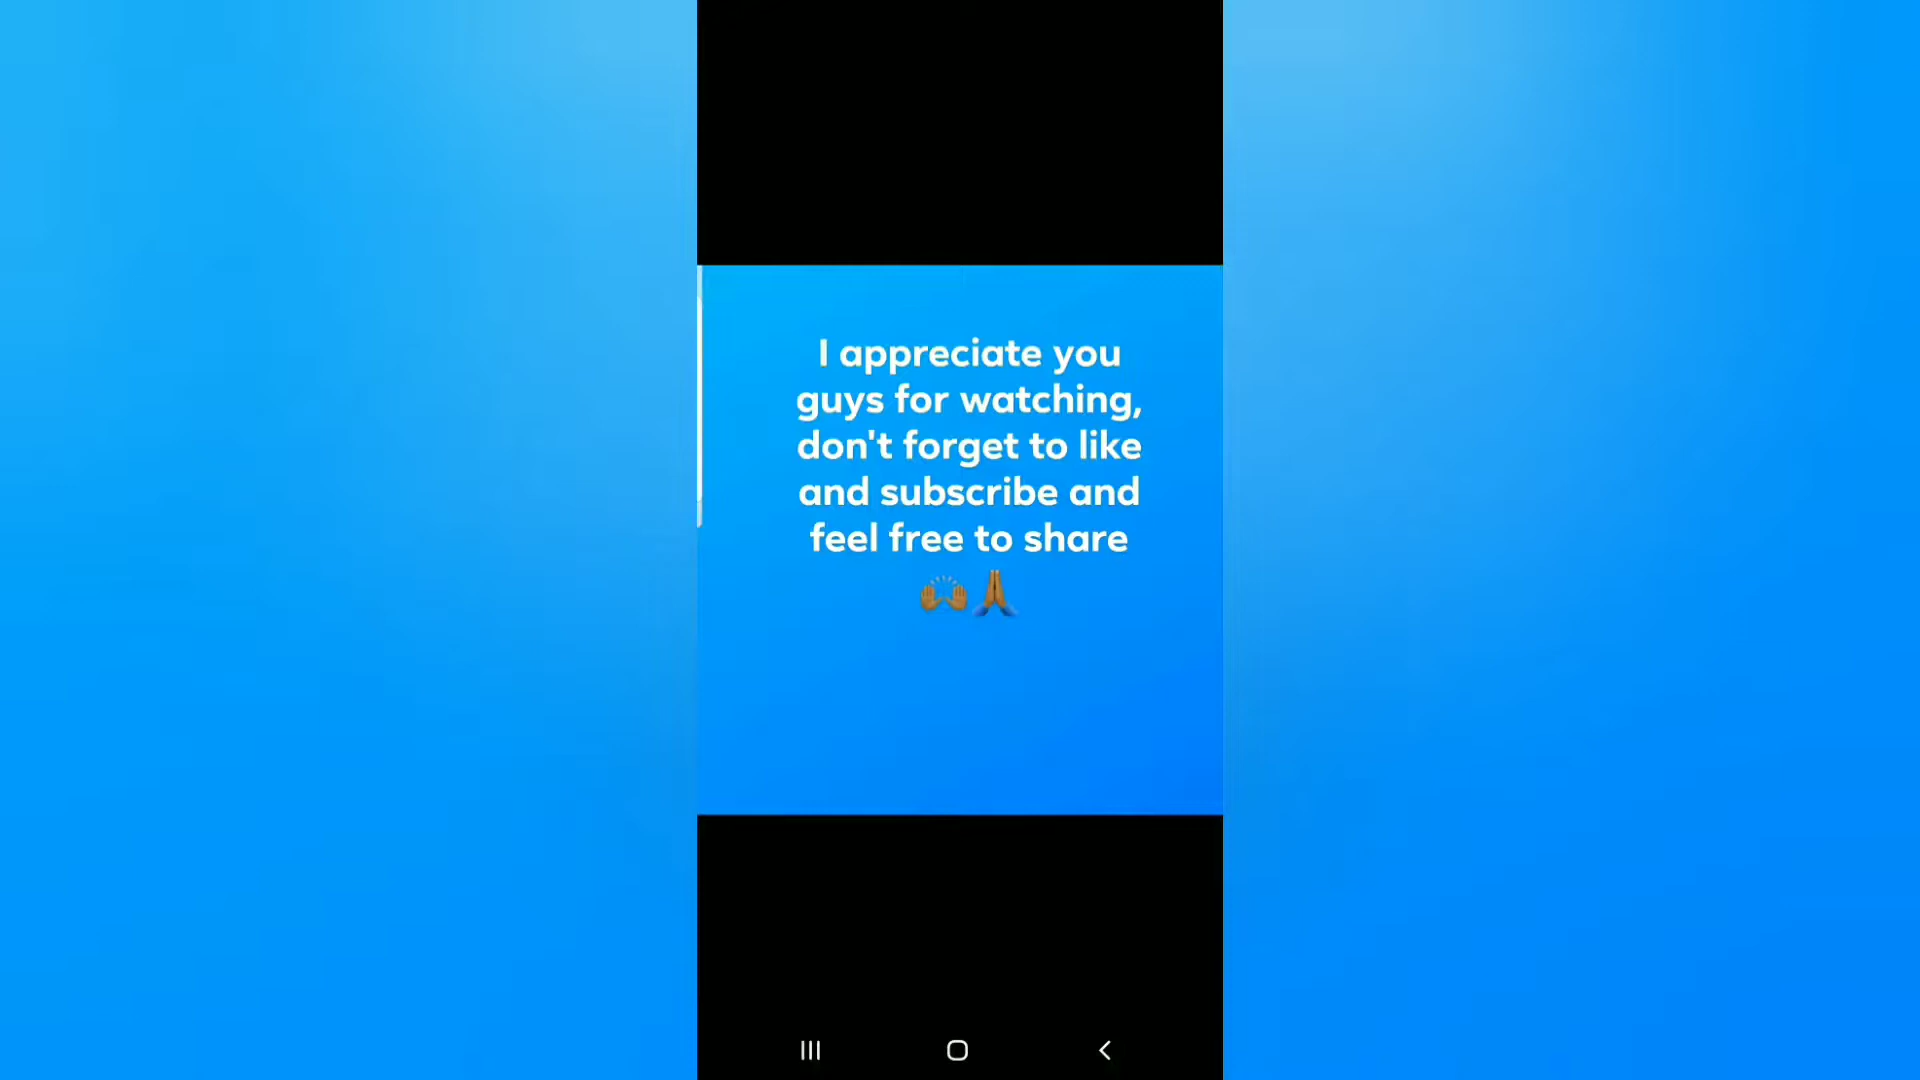 I appreciate you
guys for watching,
don't forget to like
and subscribe and
feel free to share
🙌🏾🙏🏾